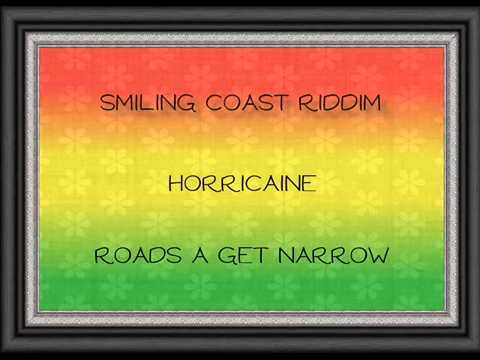 SMILING COAST RIDDIM
HORRICAINE
ROADS A GET NARROW